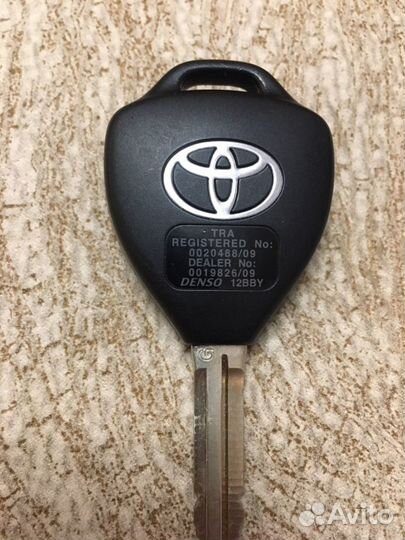 TRA
REGISTERED No:
0020488/09
DEALER No:
0019826/09
DENSO 12BBY
G
Avito